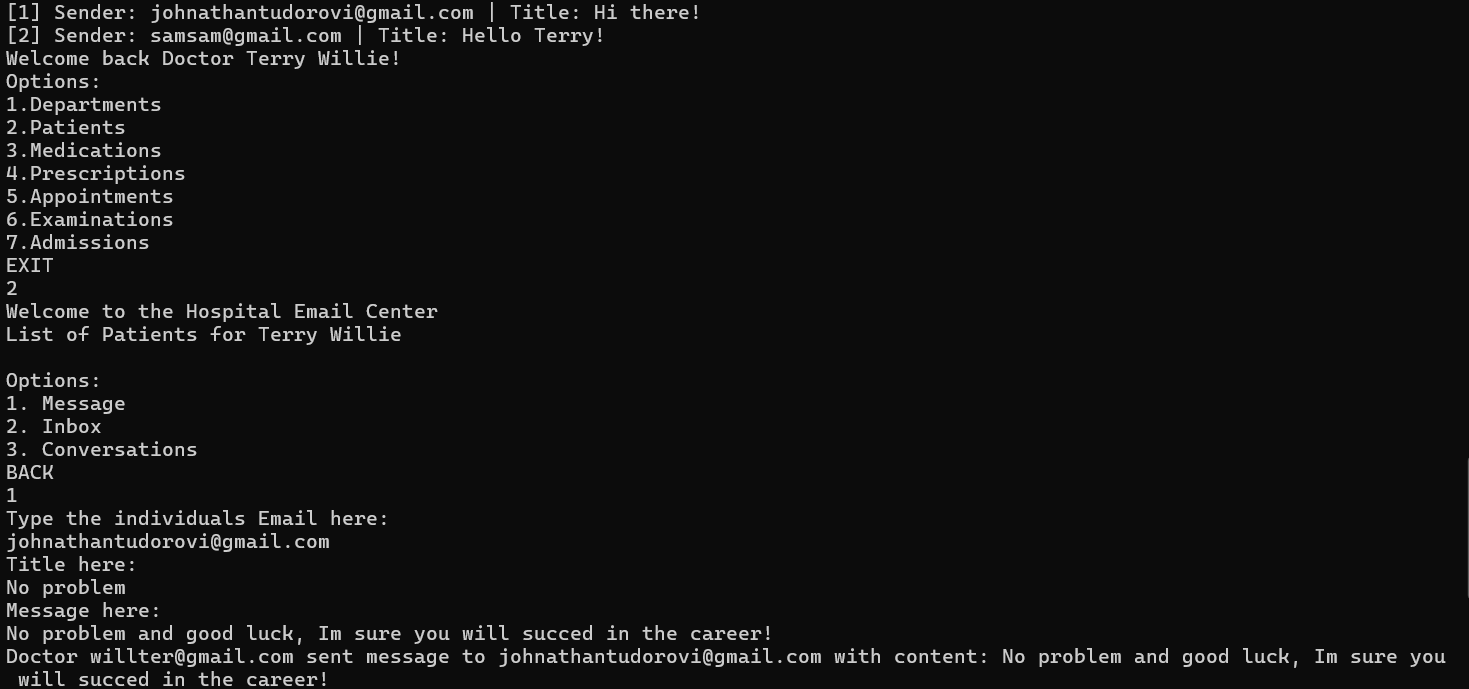 [1] Sender: johnathantudorovi@gmail.com | Title: Hi there!
[2] Sender: samsam@gmail.com | Title: Hello Terry!
Welcome back Doctor Terry Willie!
Options:
1.Departments
2.Patients
3.Medications
4.Prescriptions
5.Appointments
6.Examinations
7.Admissions
EXIT
2
Welcome to the Hospital Email Center
List of Patients for Terry Willie
Options:
1. Message
2. Inbox
3. Conversations
BACK
1
Type the individuals Email here:
johnathantudorovi@gmail.com
Title here:
No problem
Message here:
No problem and good luck, Im sure you will succed in the career!
Doctor willter@gmail.com sent message to johnathantudorovi@gmail.com with content: No problem and good luck, Im sure you
will succed in the career!